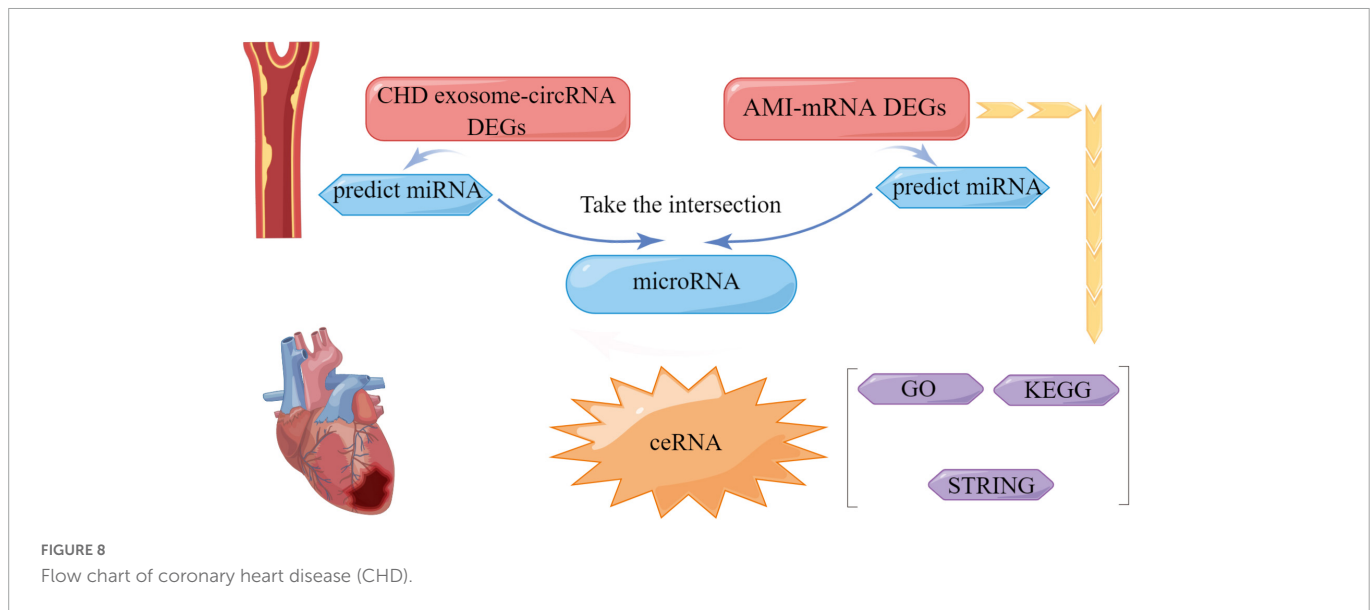 CHD exosome-circRNA
DEGs
AMI-mRNA DEGs
predict miRNA
predict miRNA
Take the intersection
microRNA
GO
KEGG
ceRNA
STRING
FIGURE 8
Flow chart of coronary heart disease (CHD).